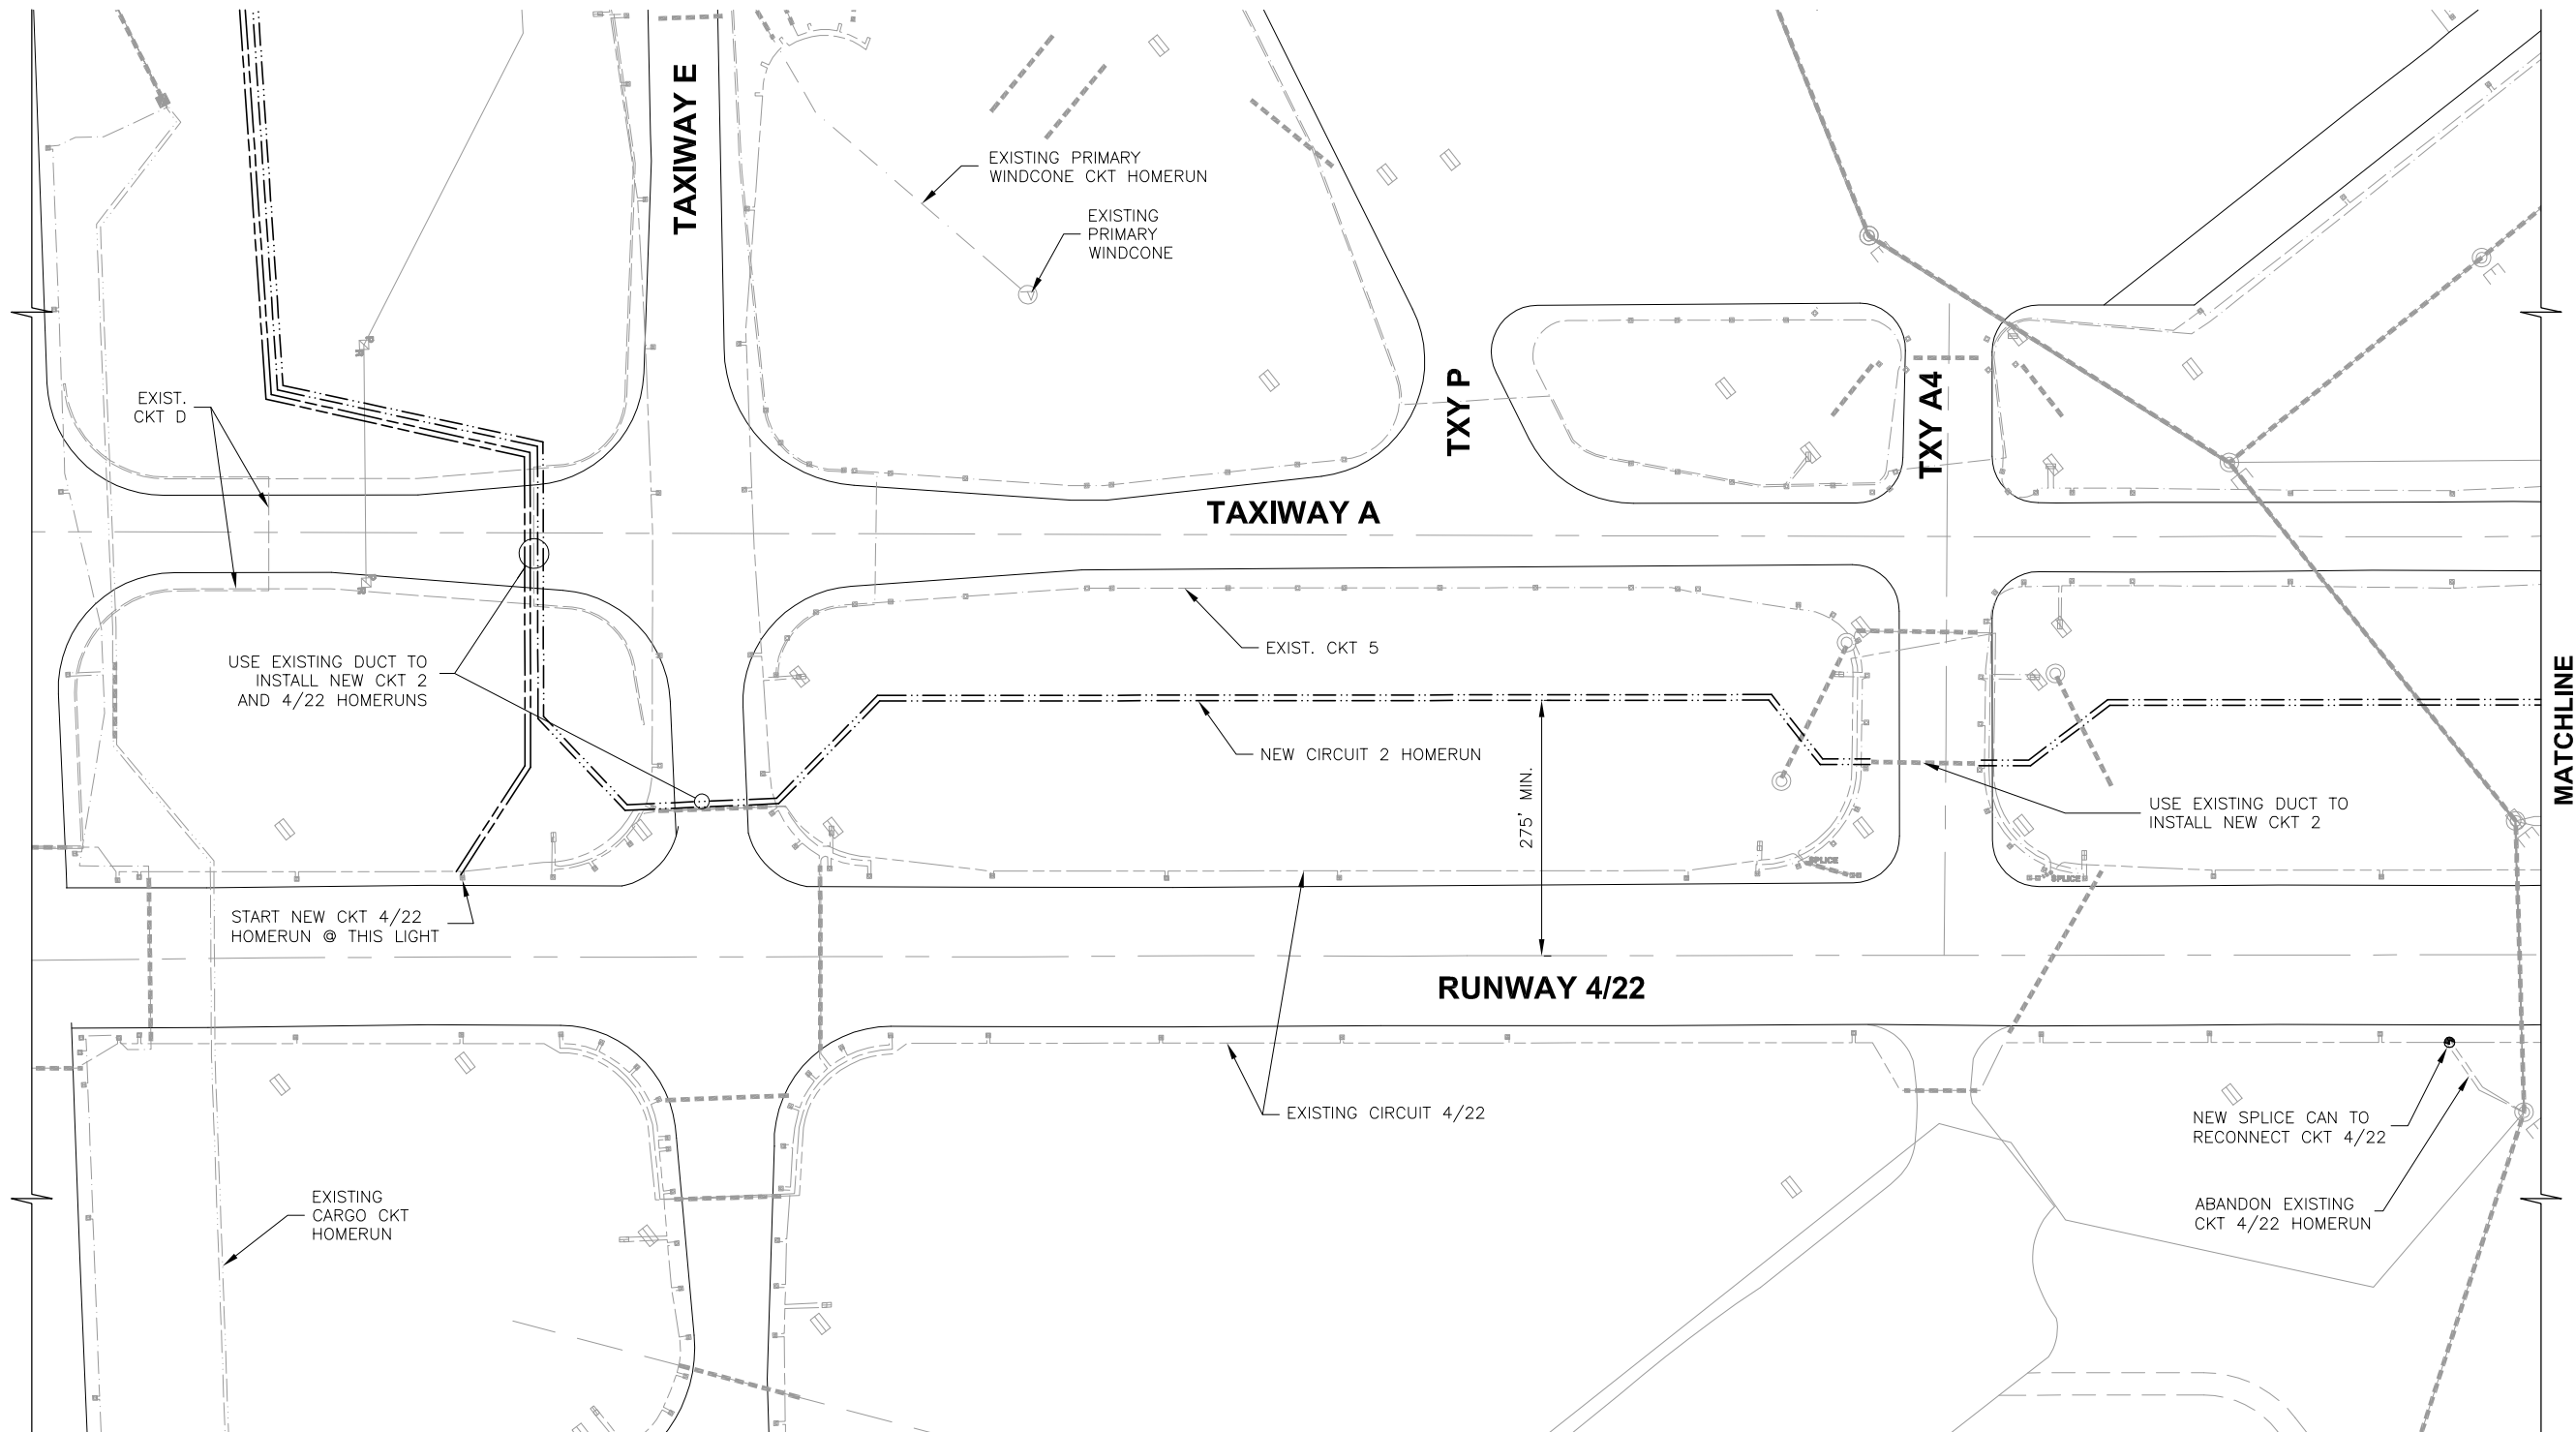 TAXIWAY E
EXISTING PRIMARY
WINDCONE CKT HOMERUN
EXISTING
PRIMARY
WINDCONE
E
E
EXIST.
CKT D
TXY P
TXY A4
E
TAXIWAY A
USE EXISTING DUCT TO
INSTALL NEW CKT 2
AND 4/22 HOMERUNS
EXIST. CKT 5
NEW CIRCUIT 2 HOMERUN
275' MIN.
USE EXISTING DUCT TO
INSTALL NEW CKT 2
MATCHLINE
E
SPLICE
SPLICE
START NEW CKT 4/22
HOMERUN @ THIS LIGHT
RUNWAY 4/22
EXISTING CIRCUIT 4/22
NEW SPLICE CAN TO
RECONNECT CKT 4/22
E
EXISTING
CARGO CKT
HOMERUN
ABANDON EXISTING
CKT 4/22 HOMERUN